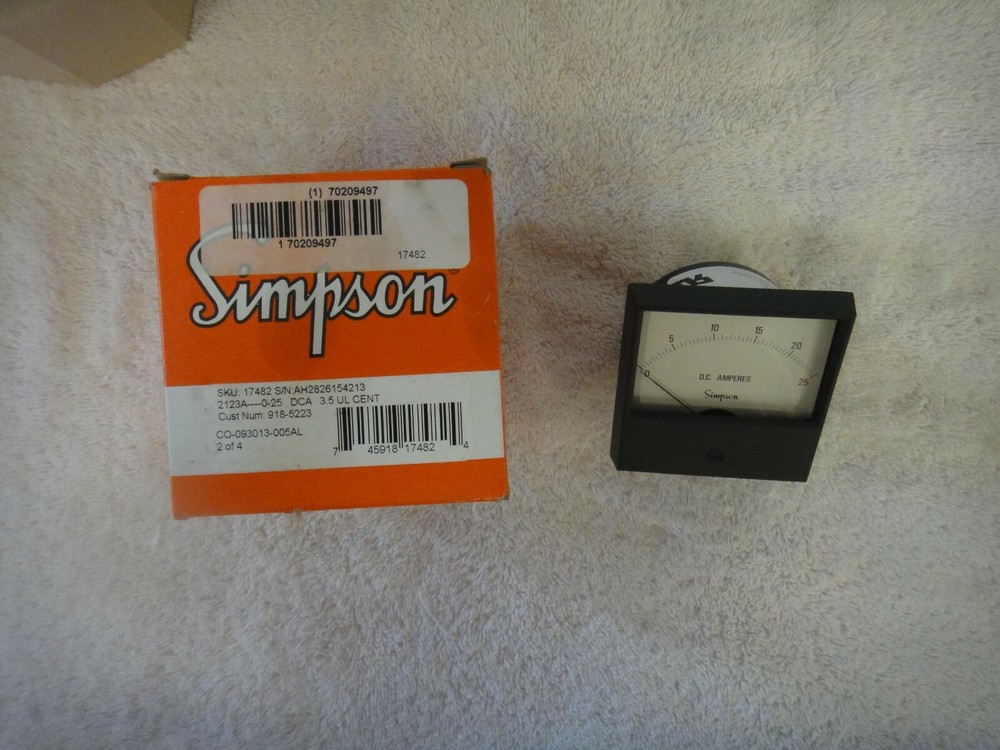 (1) 70209497
1 70209497
17482
Simpson®
SKU: 17482 S/N:AH2826154213
2123A----0-25 DCA 3.5 UL CENT
Cust Num: 918-5223
CO-093013-005AL
2 of 4
7 45918 17482 4
0 5 10 15 20 25
D.C. AMPERES
Simpson